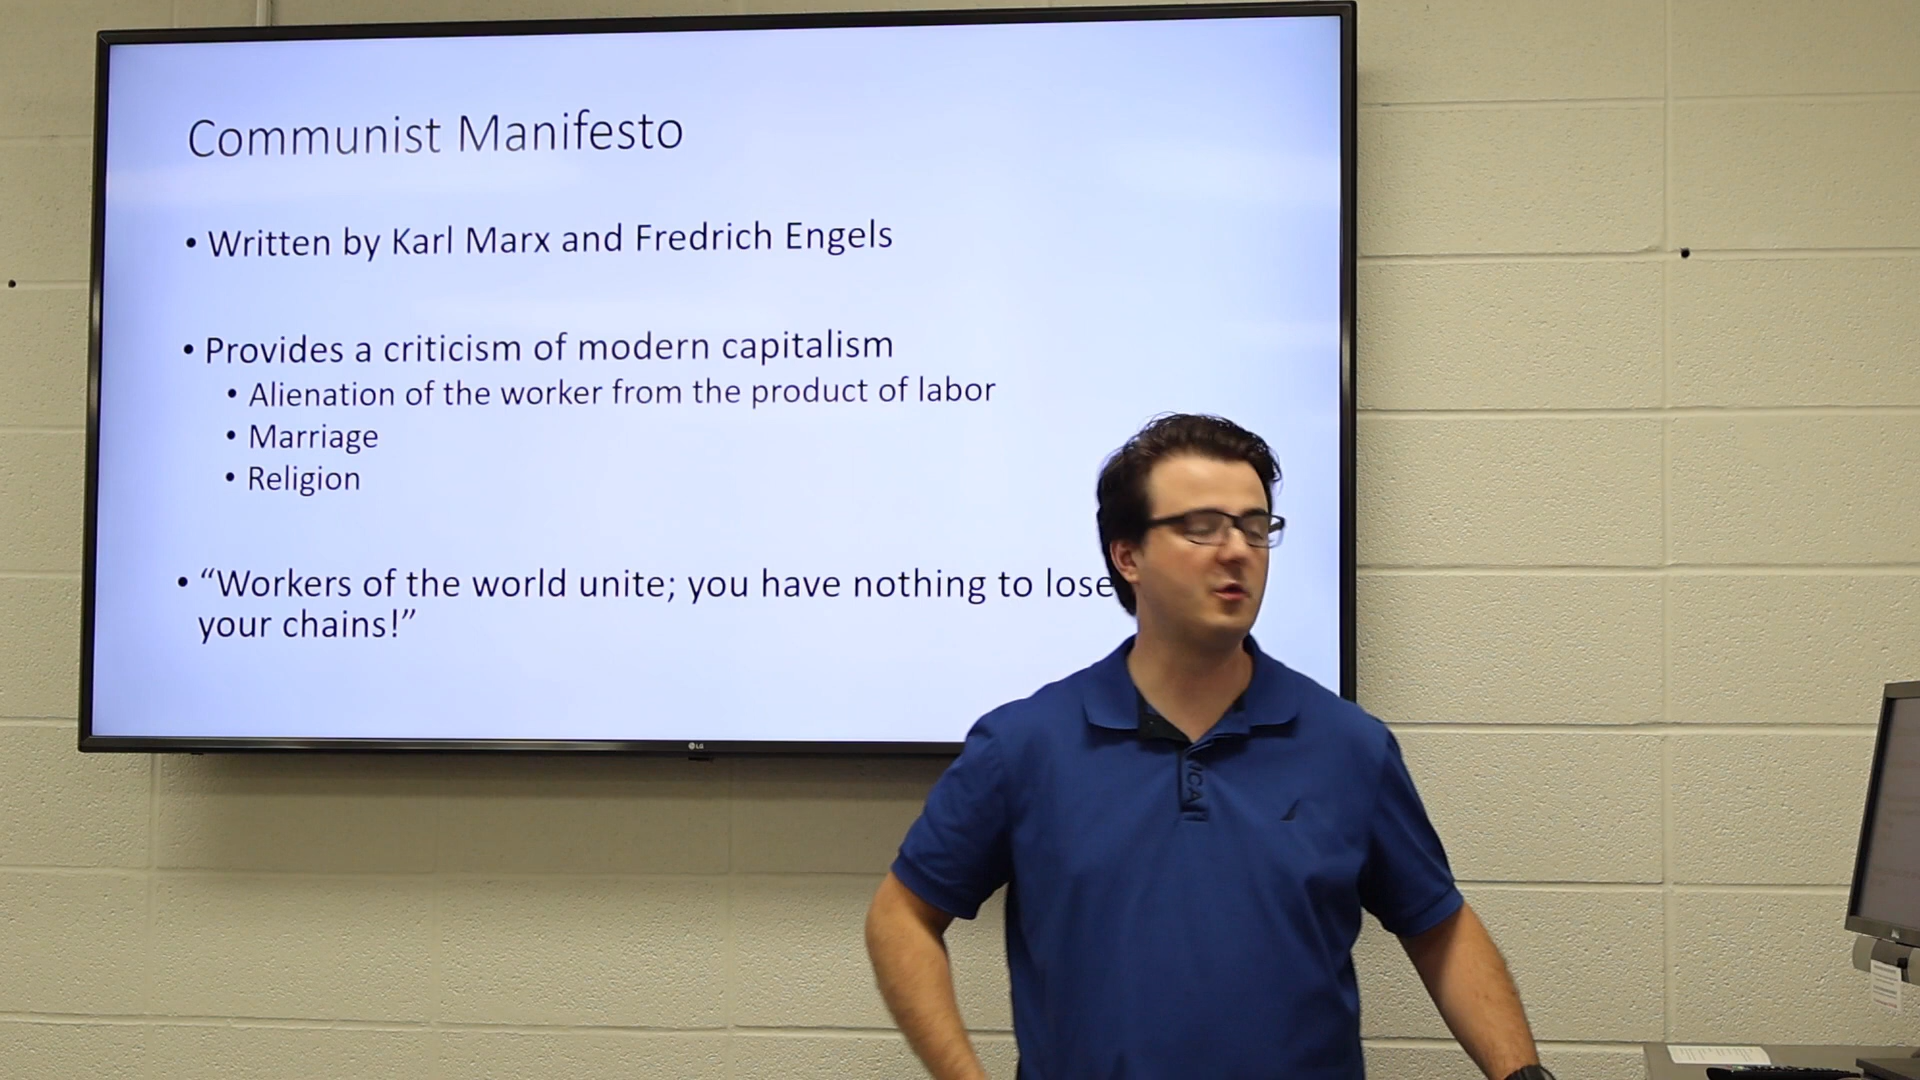 Communist Manifesto
• Written by Karl Marx and Fredrich Engels
• Provides a criticism of modern capitalism
• Alienation of the worker from the product of labor
• Marriage
• Religion
• “Workers of the world unite; you have nothing to lose
your chains!”
LG